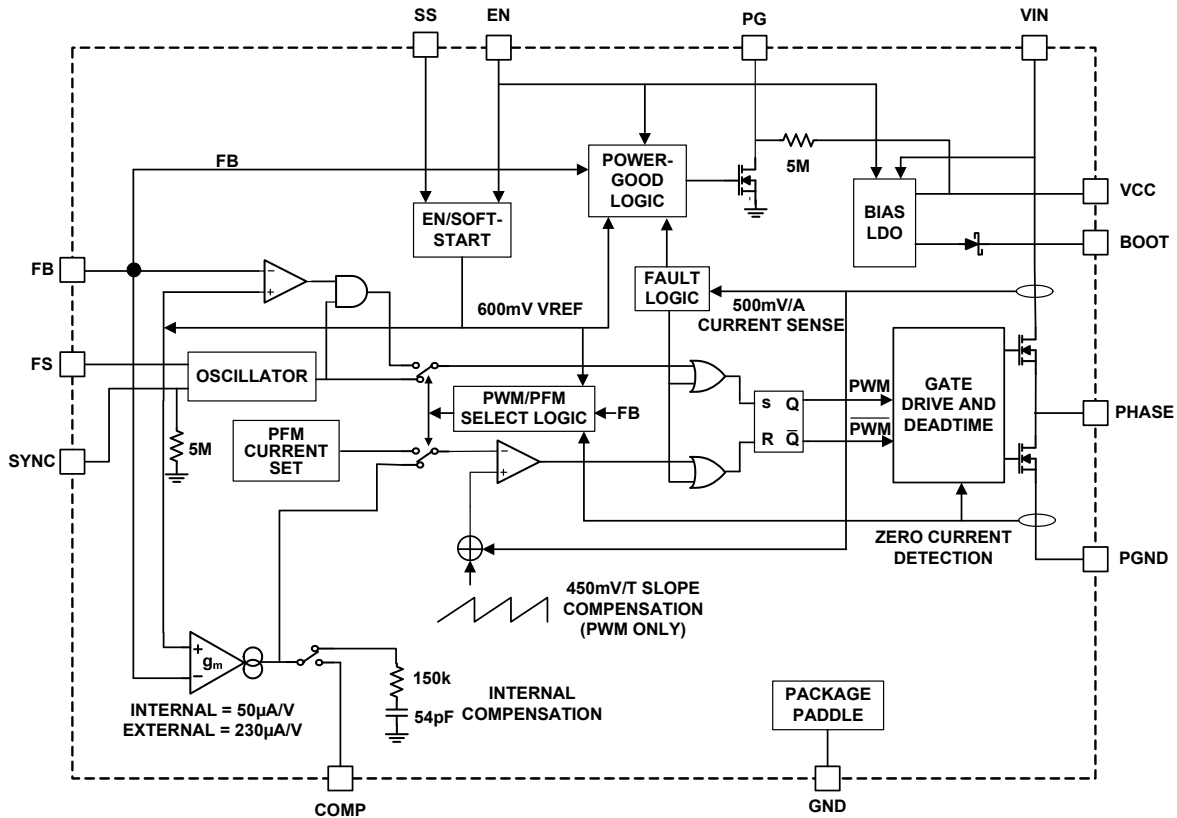 SS
EN
PG
VIN
FB
POWER-
GOOD
LOGIC
5M
VCC
BIAS
LDO
EN/SOFT-
START
BOOT
FB
FAULT
LOGIC
600mV VREF
500mV/A
CURRENT SENSE
FS
OSCILLATOR
PWM/PFM
SELECT LOGIC
FB
S Q
R Q̅
PWM
P̅W̅M̅
GATE
DRIVE AND
DEADTIME
PHASE
SYNC
5M
PFM
CURRENT
SET
ZERO CURRENT
DETECTION
PGND
450mV/T SLOPE
COMPENSATION
(PWM ONLY)
gm
INTERNAL = 50µA/V
EXTERNAL = 230µA/V
150k
54pF
INTERNAL
COMPENSATION
PACKAGE
PADDLE
COMP
GND